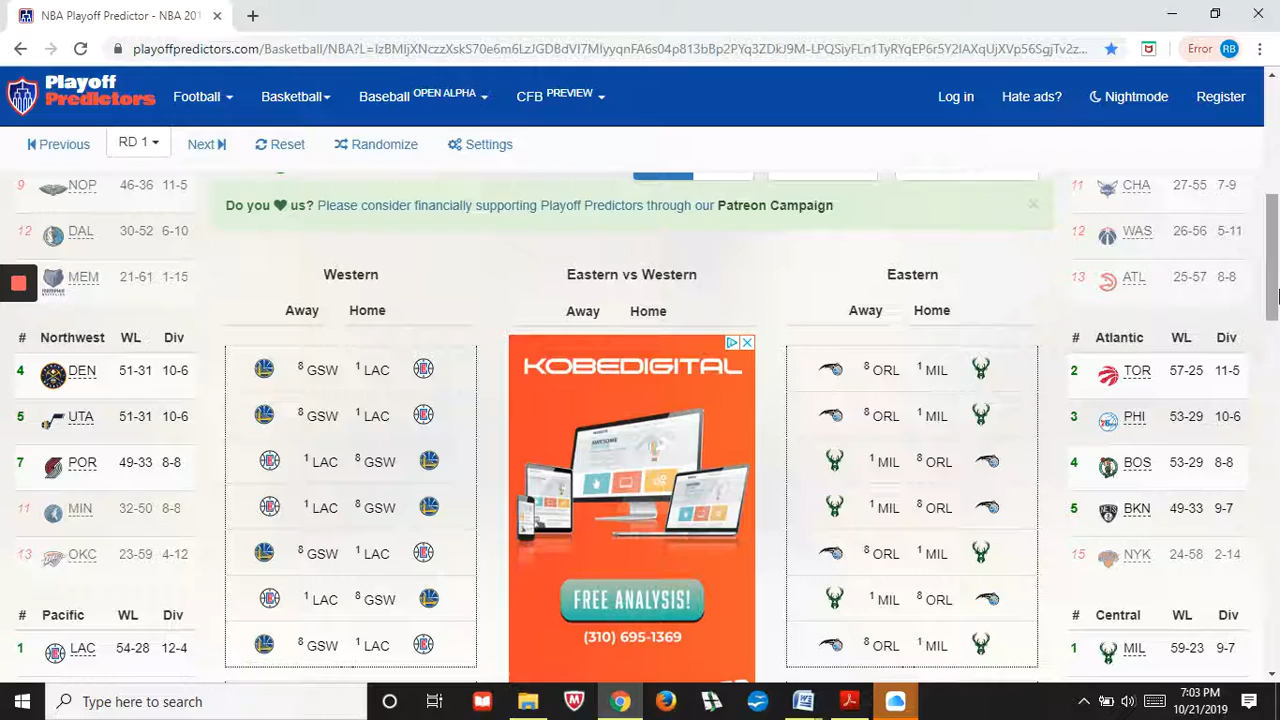 NBA Playoff Predictor - NBA 201
playoffpredictors.com/Basketball/NBA?L=IzBMIjXNczzXskS70e6m6LzJGDBdVI7MIyyqnFA6s04p813bBp2PYq3ZDkJ9M-LPQSiyFLn1TyRYqEP6r5Y2IAXqUjXVp56SgjTv2z...
Error RB
Playoff Predictors
Football Basketball Baseball OPEN ALPHA CFB PREVIEW Log in Hate ads? Nightmode Register
Previous RD 1 Next Reset Randomize Settings
9 NOP 46-36 11-5
12 DAL 30-52 6-10
MEM 21-61 1-15
# Northwest WL Div
4 DEN 51-31 10-6
5 UTA 51-31 10-6
7 POR 49-33 8-8
11 MIN 32-50 8-8
13 OKC 23-59 4-12
# Pacific WL Div
1 LAC 54-28 12-4
Do you us? Please consider financially supporting Playoff Predictors through our Patreon Campaign ×
Western
Away Home
8 GSW 1 LAC
8 GSW 1 LAC
1 LAC 8 GSW
1 LAC 8 GSW
8 GSW 1 LAC
1 LAC 8 GSW
8 GSW 1 LAC
Eastern vs Western
Away Home
KOBEDIGITAL
FREE ANALYSIS!
(310) 695-1369
Eastern
Away Home
8 ORL 1 MIL
8 ORL 1 MIL
1 MIL 8 ORL
1 MIL 8 ORL
8 ORL 1 MIL
1 MIL 8 ORL
8 ORL 1 MIL
11 CHA 27-55 7-9
12 WAS 26-56 5-11
13 ATL 25-57 8-8
# Atlantic WL Div
2 TOR 57-25 11-5
3 PHI 53-29 10-6
4 BOS 53-29 8-8
5 BKN 49-33 9-7
15 NYK 24-58 2-14
# Central WL Div
1 MIL 59-23 9-7
Type here to search
7:03 PM
10/21/2019